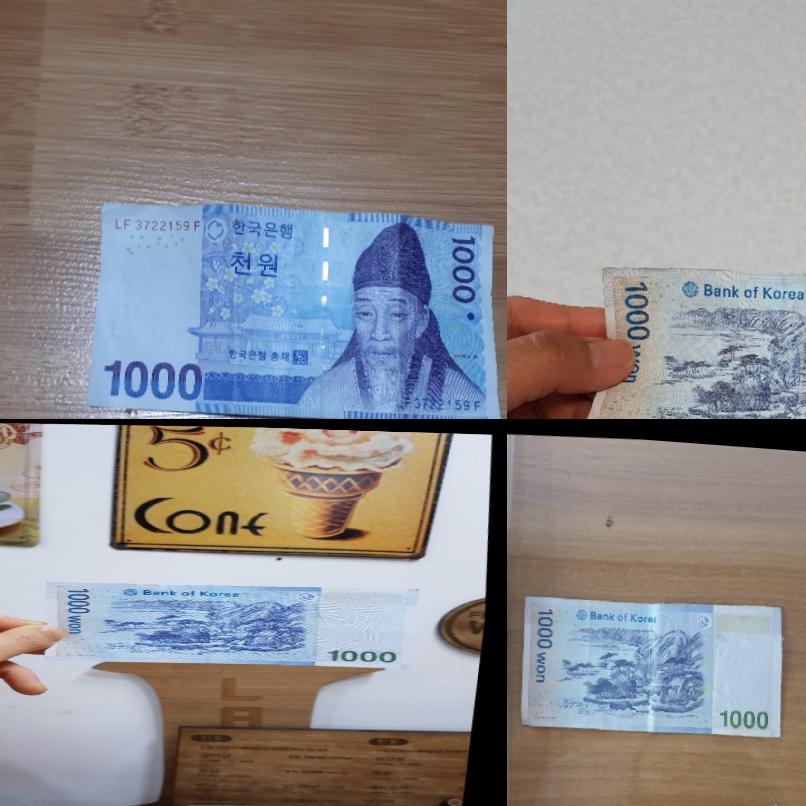 LF 3722159 F
한국은행
천원
1000
한국은행 총재
1000
LF 3722159 F
Bank of Korea
1000 won
5¢
Cone
Bank of Korea
1000 won
1000
Bank of Korea
1000 won
1000